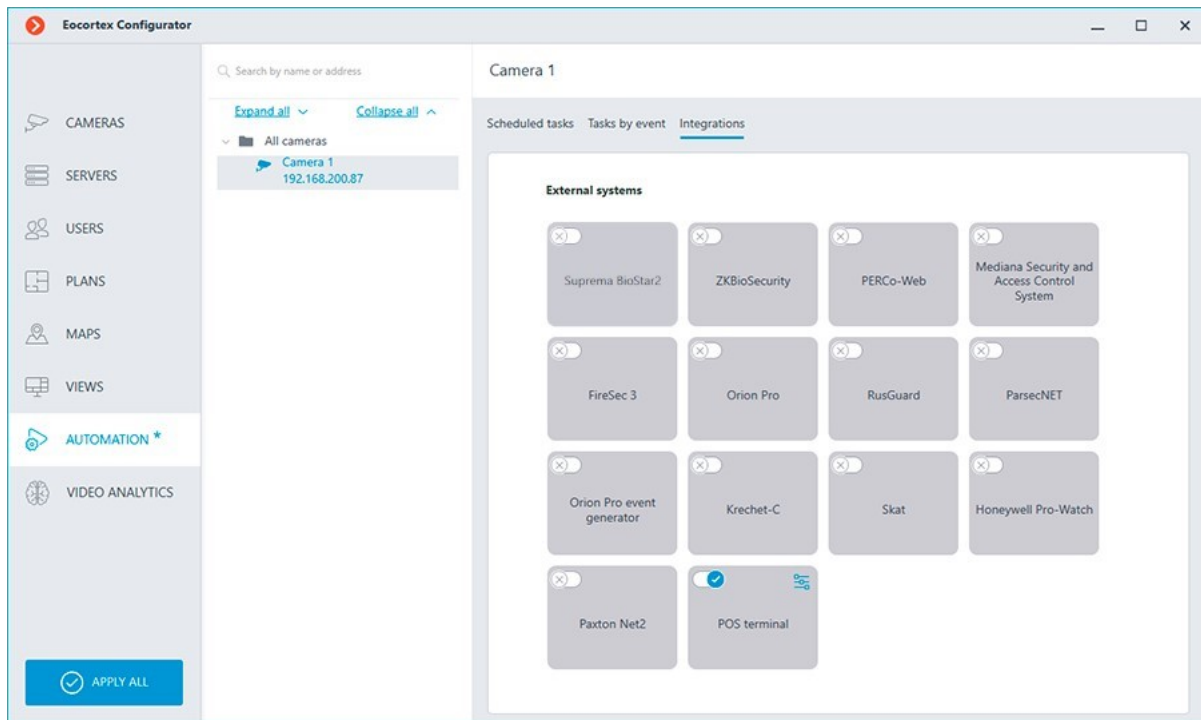 Eocortex Configurator
CAMERAS
SERVERS
USERS
PLANS
MAPS
VIEWS
AUTOMATION *
VIDEO ANALYTICS
APPLY ALL
Search by name or address
Expand all
Collapse all
All cameras
Camera 1
192.168.200.87
Camera 1
Scheduled tasks Tasks by event Integrations
External systems
Suprema BioStar2
ZKBioSecurity
PERCo-Web
Mediana Security and
Access Control
System
FireSec 3
Orion Pro
RusGuard
ParsecNET
Orion Pro event
generator
Krechet-C
Skat
Honeywell Pro-Watch
Paxton Net2
POS terminal